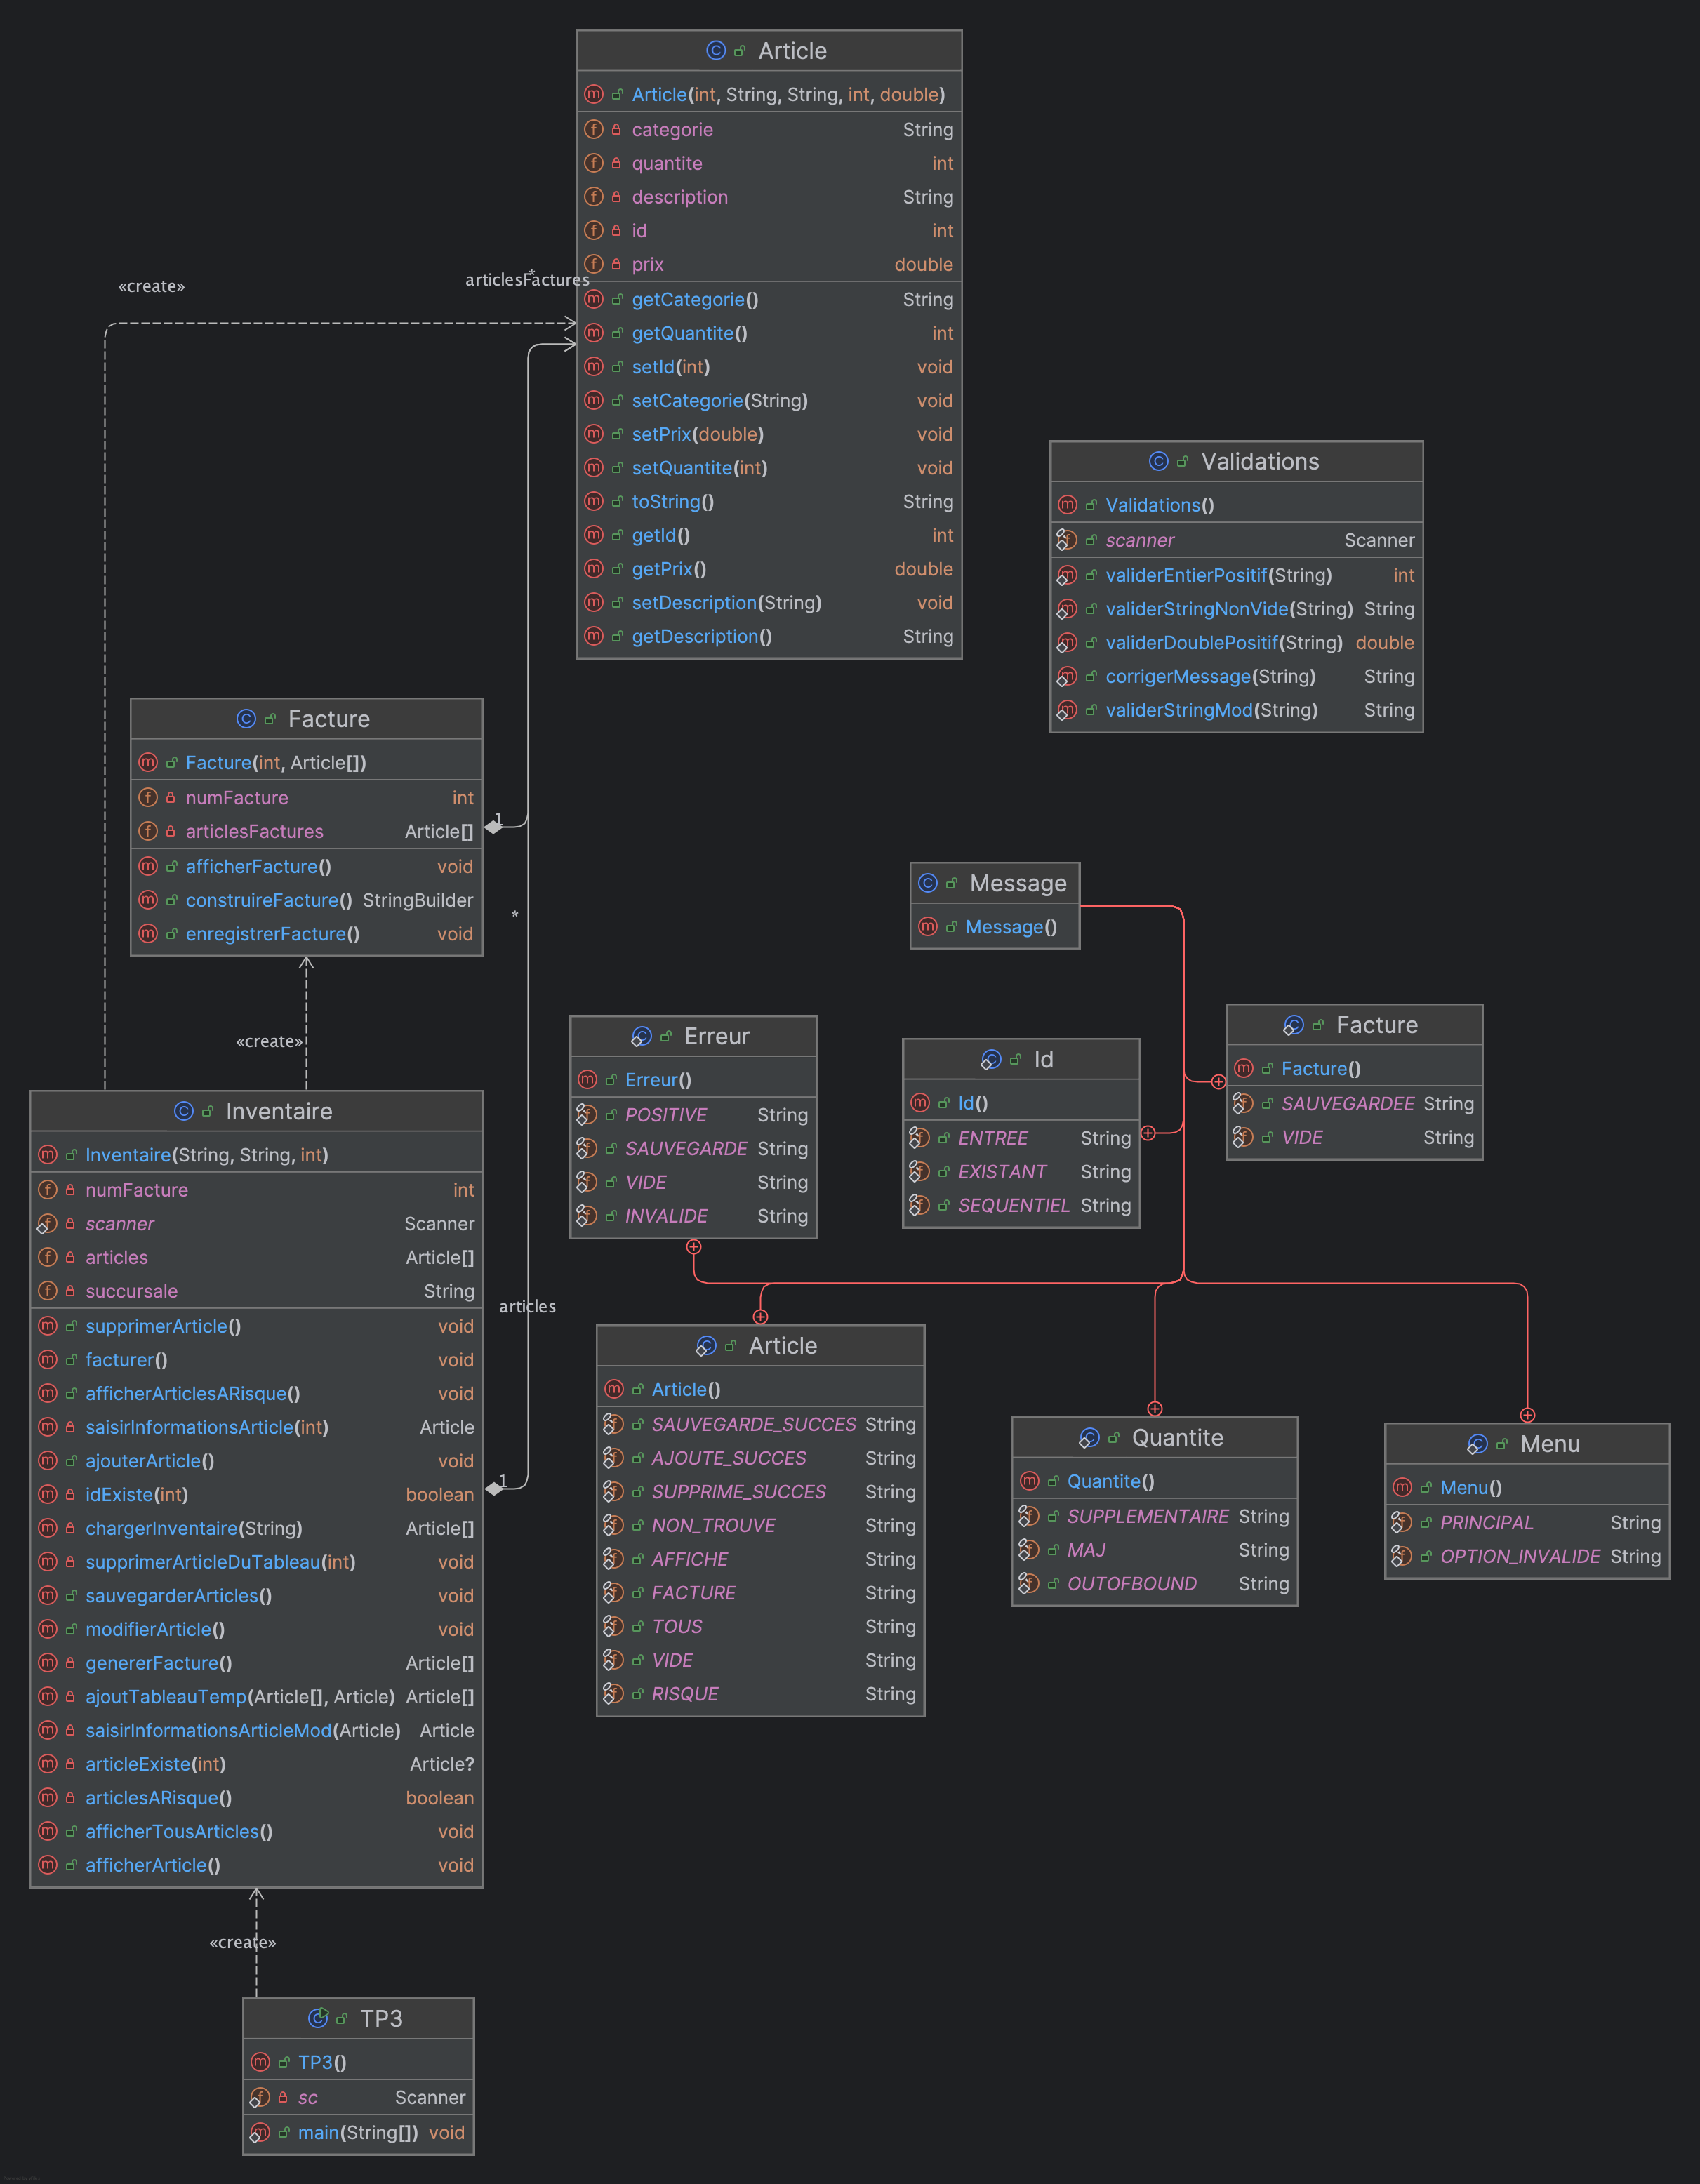 Article
Article(int, String, String, int, double)
categorie String
quantite int
description String
id int
prix double
getCategorie() String
getQuantite() int
setId(int) void
setCategorie(String) void
setPrix(double) void
setQuantite(int) void
toString() String
getId() int
getPrix() double
setDescription(String) void
getDescription() String
«create»
*
articlesFactures
Validations
Validations()
scanner Scanner
validerEntierPositif(String) int
validerStringNonVide(String) String
validerDoublePositif(String) double
corrigerMessage(String) String
validerStringMod(String) String
Facture
Facture(int, Article[])
numFacture int
articlesFactures Article[]
afficherFacture() void
construireFacture() StringBuilder
enregistrerFacture() void
1
*
«create»
Message
Message()
Erreur
Erreur()
POSITIVE String
SAUVEGARDE String
VIDE String
INVALIDE String
Id
Id()
ENTREE String
EXISTANT String
SEQUENTIEL String
Facture
Facture()
SAUVEGARDEE String
VIDE String
Inventaire
Inventaire(String, String, int)
numFacture int
scanner Scanner
articles Article[]
succursale String
supprimerArticle() void
facturer() void
afficherArticlesARisque() void
saisirInformationsArticle(int) Article
ajouterArticle() void
idExiste(int) boolean
chargerInventaire(String) Article[]
supprimerArticleDuTableau(int) void
sauvegarderArticles() void
modifierArticle() void
genererFacture() Article[]
ajoutTableauTemp(Article[], Article) Article[]
saisirInformationsArticleMod(Article) Article
articleExiste(int) Article?
articlesARisque() boolean
afficherTousArticles() void
afficherArticle() void
articles
1
Article
Article()
SAUVEGARDE_SUCCES String
AJOUTE_SUCCES String
SUPPRIME_SUCCES String
NON_TROUVE String
AFFICHE String
FACTURE String
TOUS String
VIDE String
RISQUE String
Quantite
Quantite()
SUPPLEMENTAIRE String
MAJ String
OUTOFBOUND String
Menu
Menu()
PRINCIPAL String
OPTION_INVALIDE String
«create»
TP3
TP3()
sc Scanner
main(String[]) void